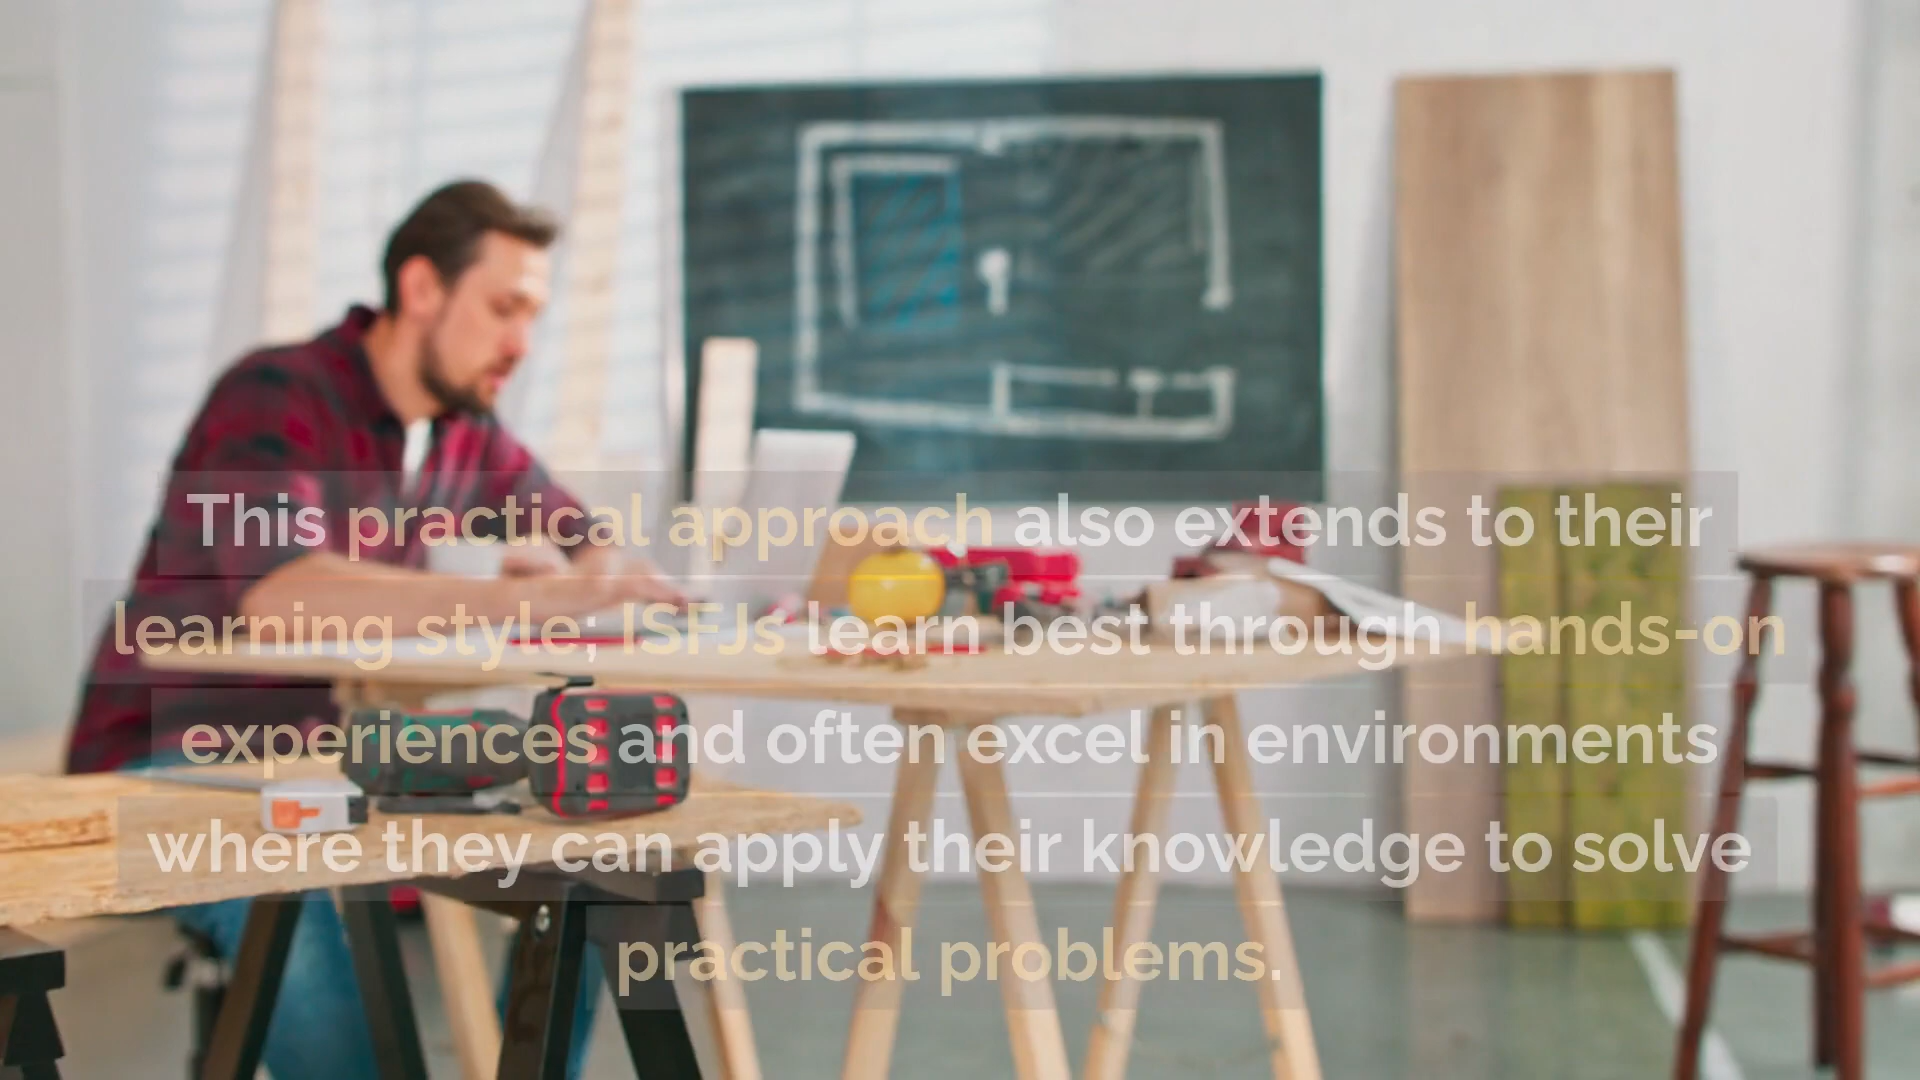 This practical approach also extends to their
learning style; ISFJs learn best through hands-on
experiences and often excel in environments
where they can apply their knowledge to solve
practical problems.